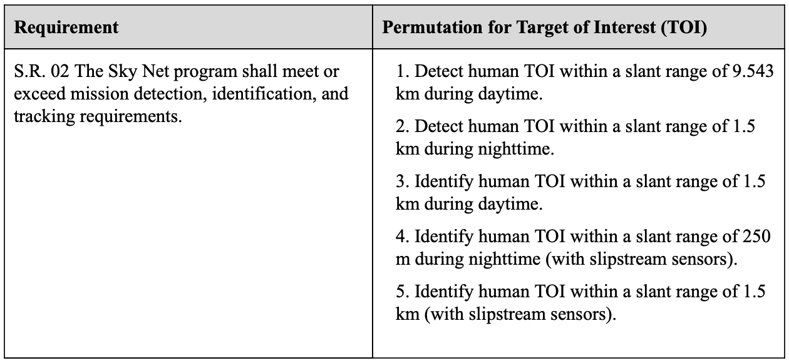 Requirement
Permutation for Target of Interest (TOI)
S.R. 02 The Sky Net program shall meet or
exceed mission detection, identification, and
tracking requirements.
1. Detect human TOI within a slant range of 9.543
km during daytime.
2. Detect human TOI within a slant range of 1.5
km during nighttime.
3. Identify human TOI within a slant range of 1.5
km during daytime.
4. Identify human TOI within a slant range of 250
m during nighttime (with slipstream sensors).
5. Identify human TOI within a slant range of 1.5
km (with slipstream sensors).